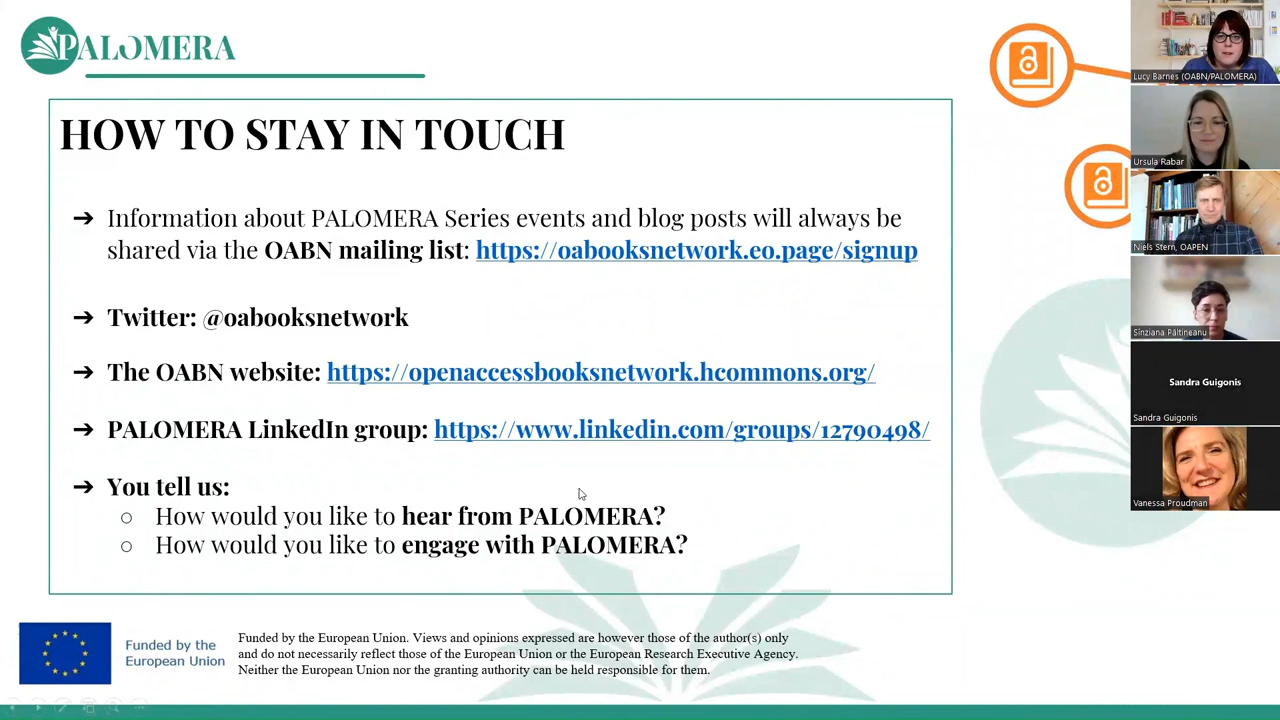 PALOMERA
HOW TO STAY IN TOUCH
➔ Information about PALOMERA Series events and blog posts will always be
shared via the OABN mailing list: https://oabooksnetwork.eo.page/signup
➔ Twitter: @oabooksnetwork
➔ The OABN website: https://openaccessbooksnetwork.hcommons.org/
➔ PALOMERA LinkedIn group: https://www.linkedin.com/groups/12790498/
➔ You tell us:
○ How would you like to hear from PALOMERA?
○ How would you like to engage with PALOMERA?
Funded by the
European Union
Funded by the European Union. Views and opinions expressed are however those of the author(s) only
and do not necessarily reflect those of the European Union or the European Research Executive Agency.
Neither the European Union nor the granting authority can be held responsible for them.
Lucy Barnes (OABN/PALOMERA)
Ursula Rabar
Niels Stern, OAPEN
Sînziana Păltineanu
Sandra Guigonis
Sandra Guigonis
Vanessa Proudman